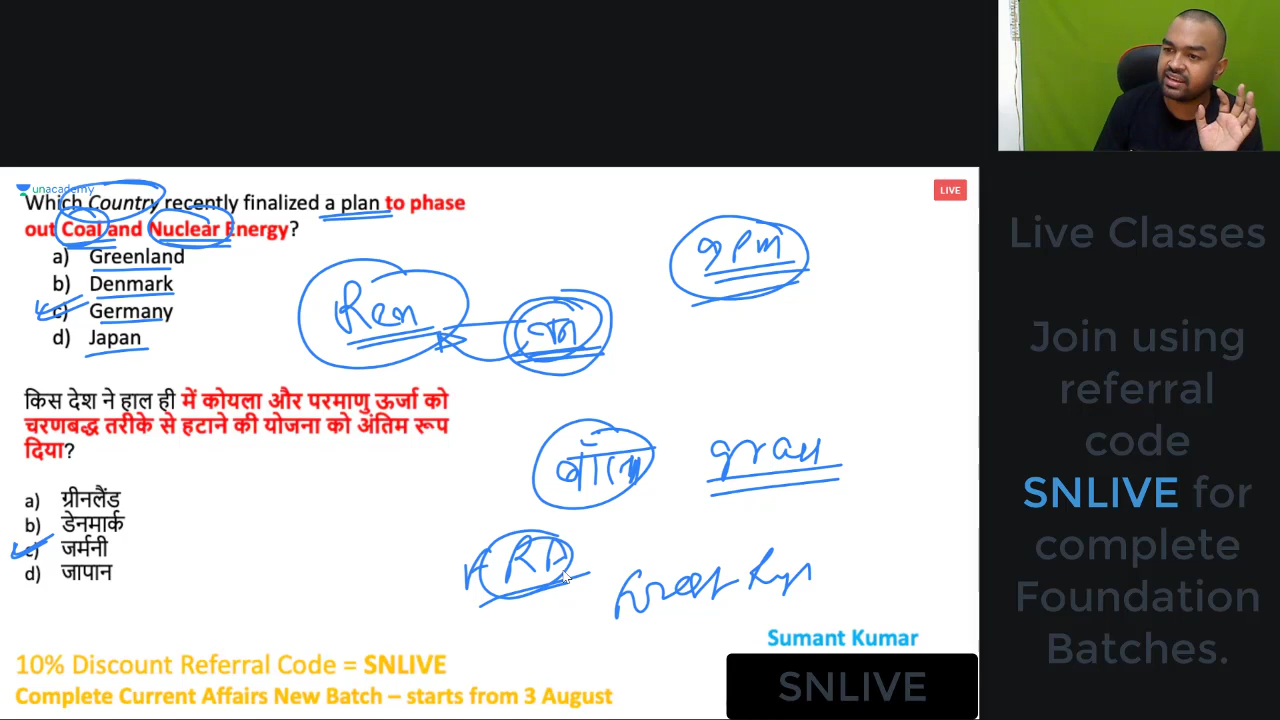 unacademy
Which Country recently finalized a plan to phase
out Coal and Nuclear Energy?
a) Greenland
b) Denmark
c) Germany
d) Japan
किस देश ने हाल ही में कोयला और परमाणु ऊर्जा को
चरणबद्ध तरीके से हटाने की योजना को अंतिम रूप
दिया?
a) ग्रीनलैंड
b) डेनमार्क
c) जर्मनी
d) जापान
Ren
ARD
Sumant Kumar
10% Discount Referral Code = SNLIVE
Complete Current Affairs New Batch – starts from 3 August
SNLIVE
LIVE
Live Classes
Join using
referral
code
SNLIVE for
complete
Foundation
Batches.